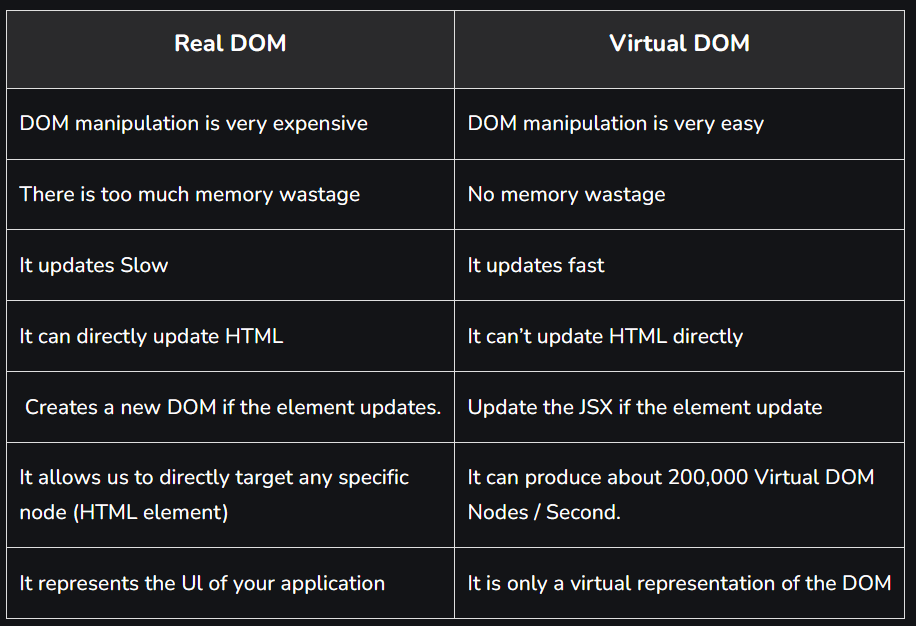 Real DOM
Virtual DOM
DOM manipulation is very expensive
DOM manipulation is very easy
There is too much memory wastage
No memory wastage
It updates Slow
It updates fast
It can directly update HTML
It can’t update HTML directly
Creates a new DOM if the element updates.
Update the JSX if the element update
It allows us to directly target any specific
node (HTML element)
It can produce about 200,000 Virtual DOM
Nodes / Second.
It represents the UI of your application
It is only a virtual representation of the DOM